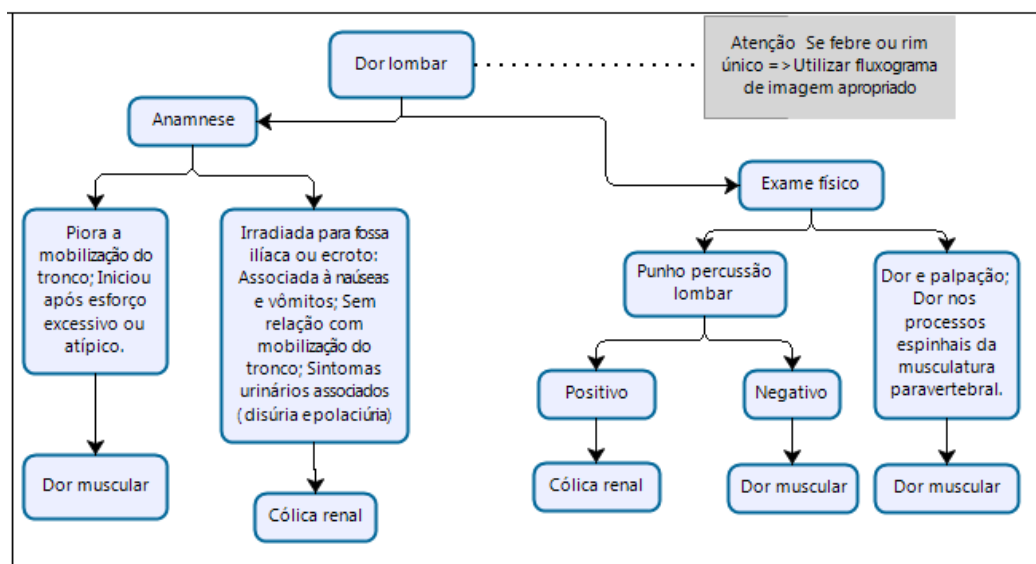 Dor lombar
Atenção Se febre ou rim
único => Utilizar fluxograma
de imagem apropriado
Anamnese
Exame físico
Piora a
mobilização do
tronco; Iniciou
após esforço
excessivo ou
atípico.
Irradiada para fossa
ilíaca ou ecroto:
Associada à naúseas
e vômitos; Sem
relação com
mobilização do
tronco; Sintomas
urinários associados
( disúria e polaciúria)
Punho percussão
lombar
Dor e palpação;
Dor nos
processos
espinhais da
musculatura
paravertebral.
Positivo
Negativo
Dor muscular
Cólica renal
Cólica renal
Dor muscular
Dor muscular